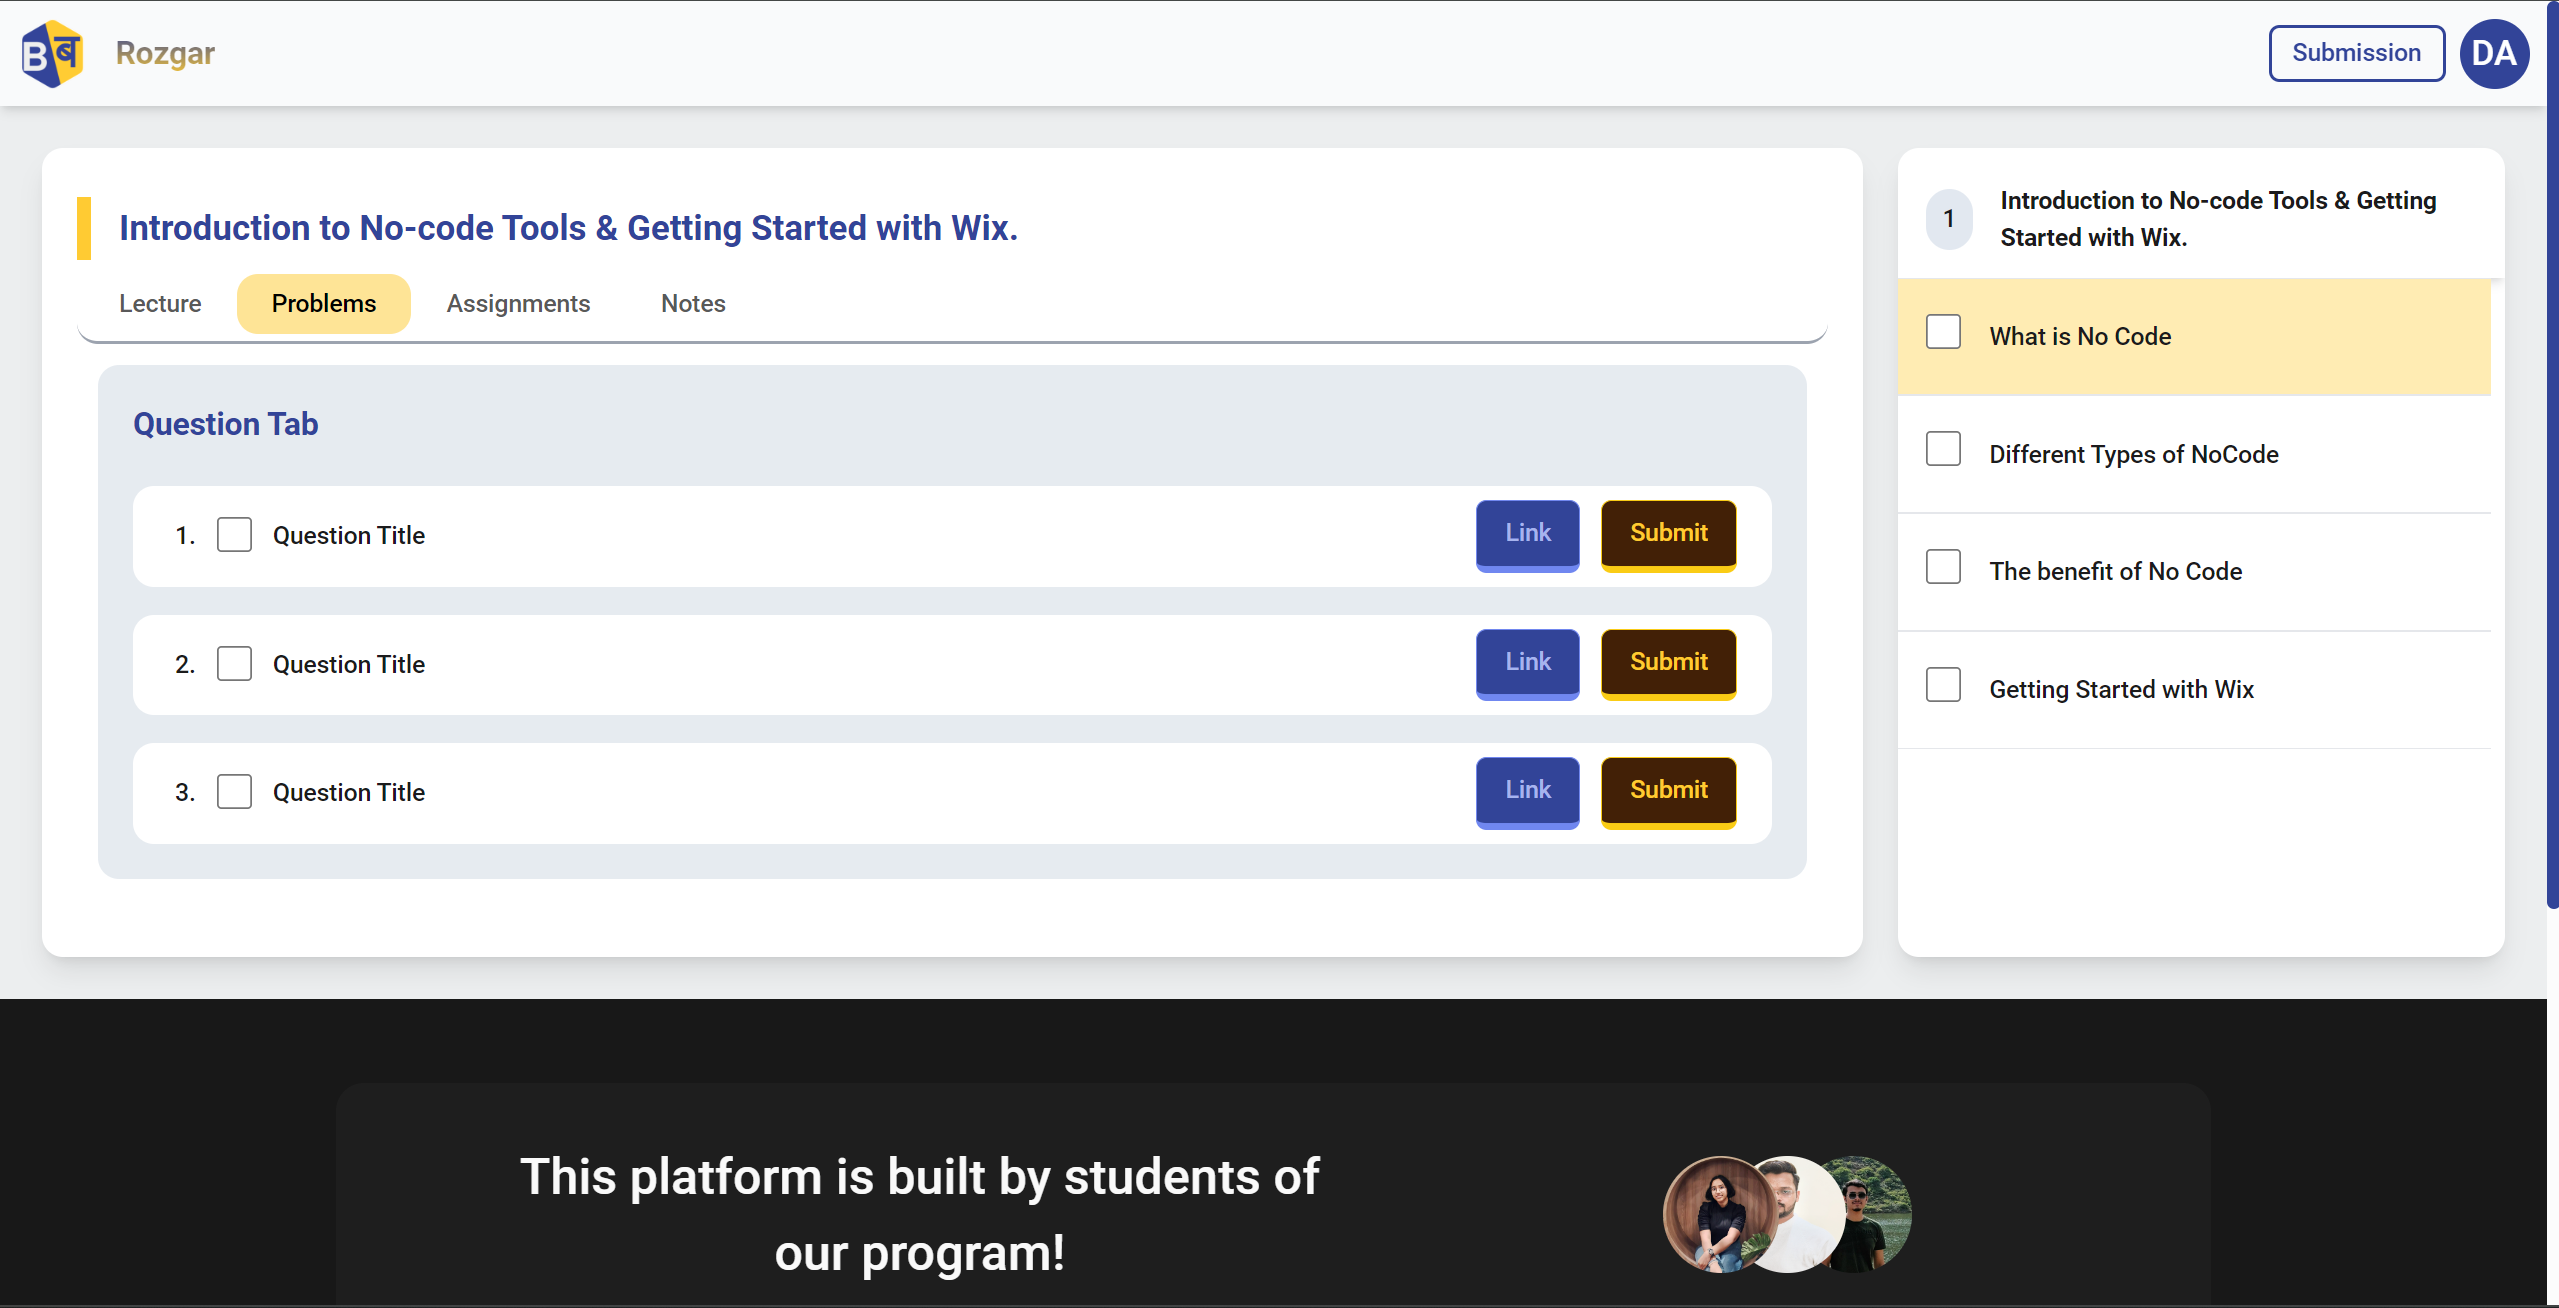 Bब
Rozgar
Submission
DA
Introduction to No-code Tools & Getting Started with Wix.
Lecture
Problems
Assignments
Notes
Question Tab
1. Question Title Link Submit
2. Question Title Link Submit
3. Question Title Link Submit
1
Introduction to No-code Tools & Getting
Started with Wix.
What is No Code
Different Types of NoCode
The benefit of No Code
Getting Started with Wix
This platform is built by students of
our program!